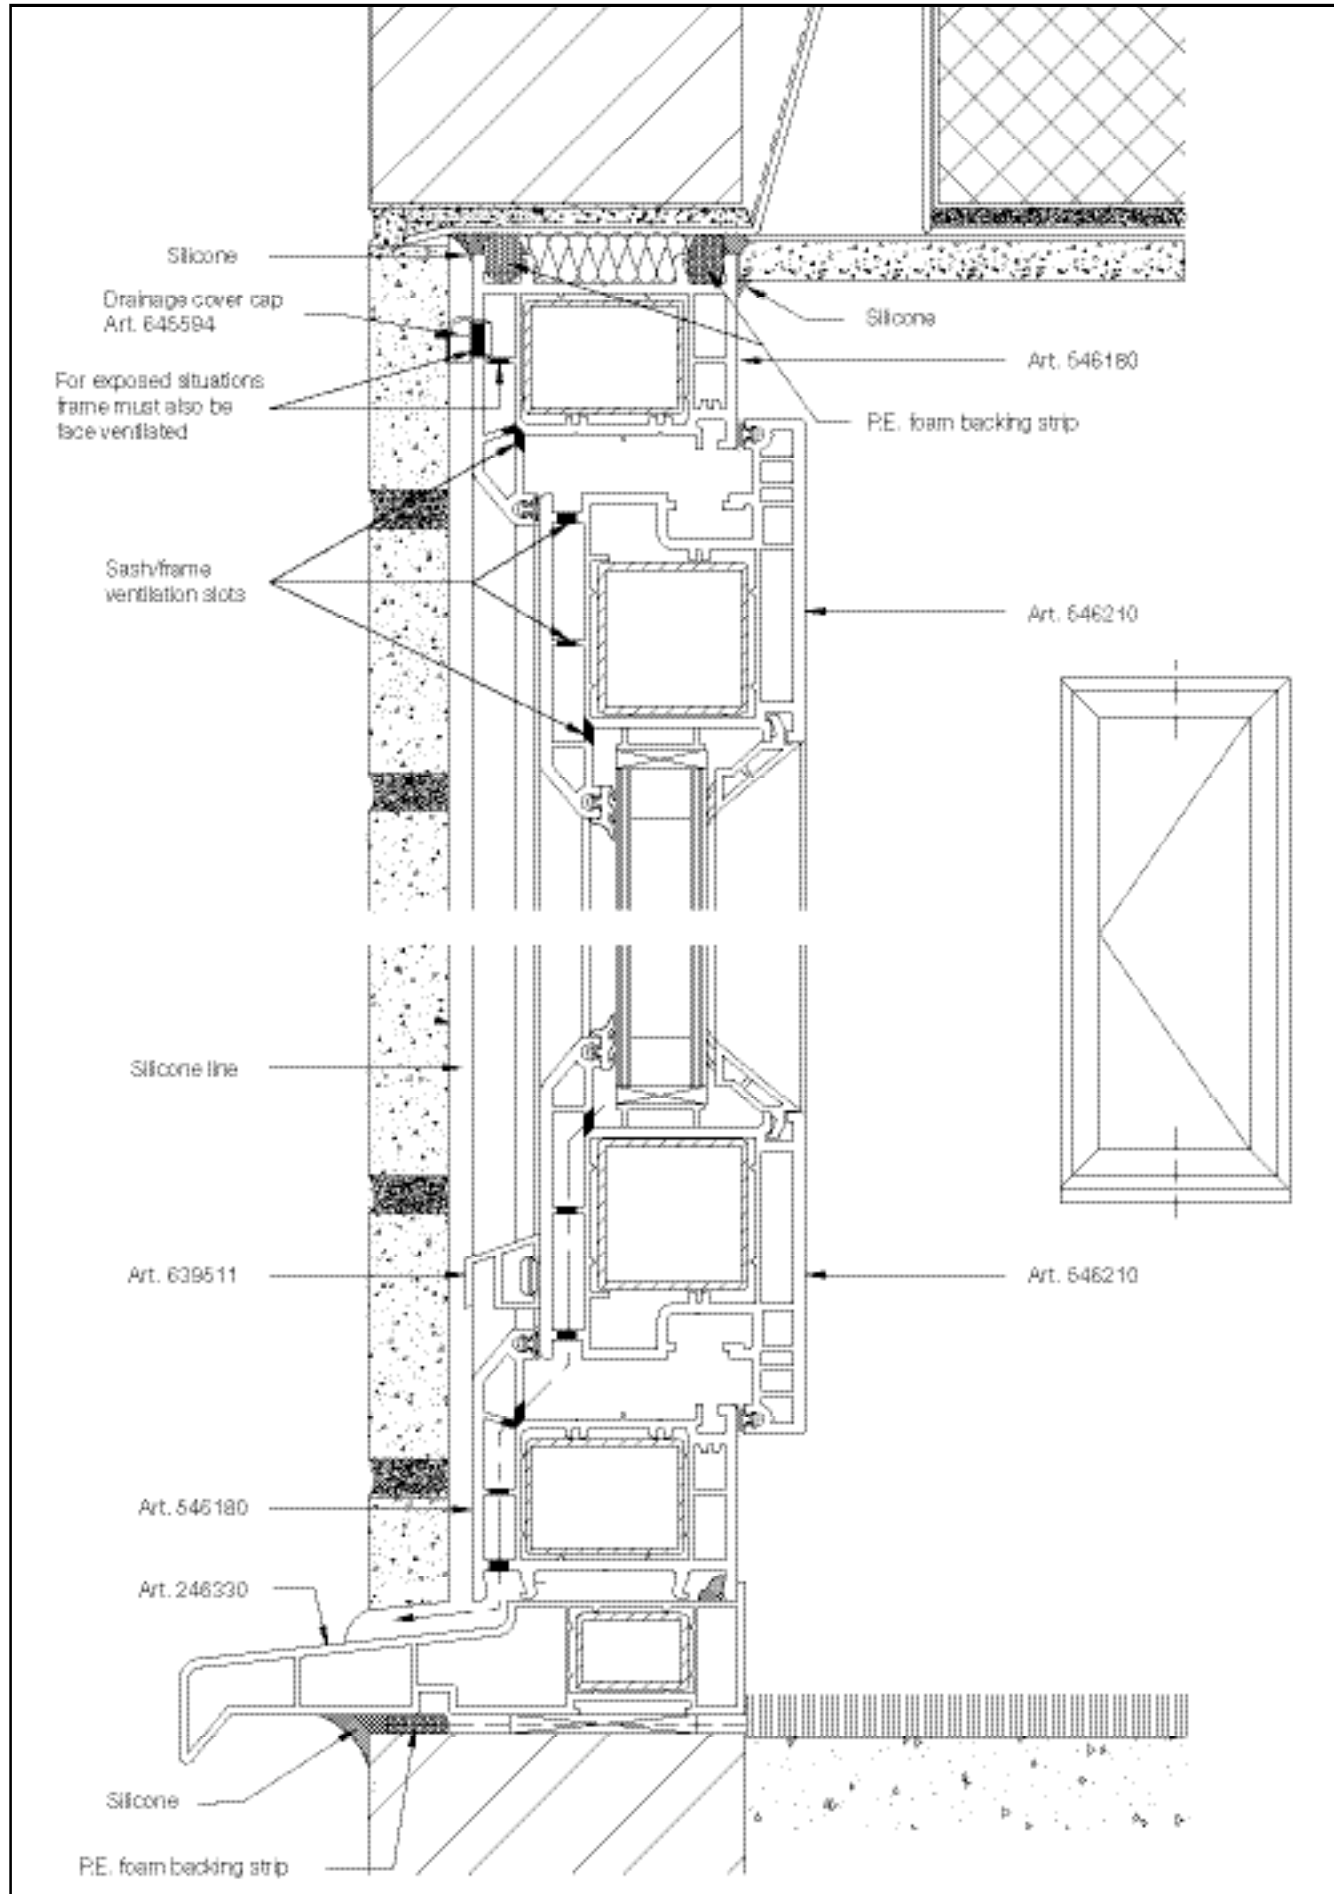 Silicone
Drainage cover cap
Art. 645594
For exposed situations
frame must also be
face ventilated
Silicone
Art. 546180
P.E. foam backing strip
Sash/frame
ventilation slots
Art. 546210
Silicone line
Art. 639511
Art. 546210
Art. 546180
Art. 246330
Silicone
P.E. foam backing strip